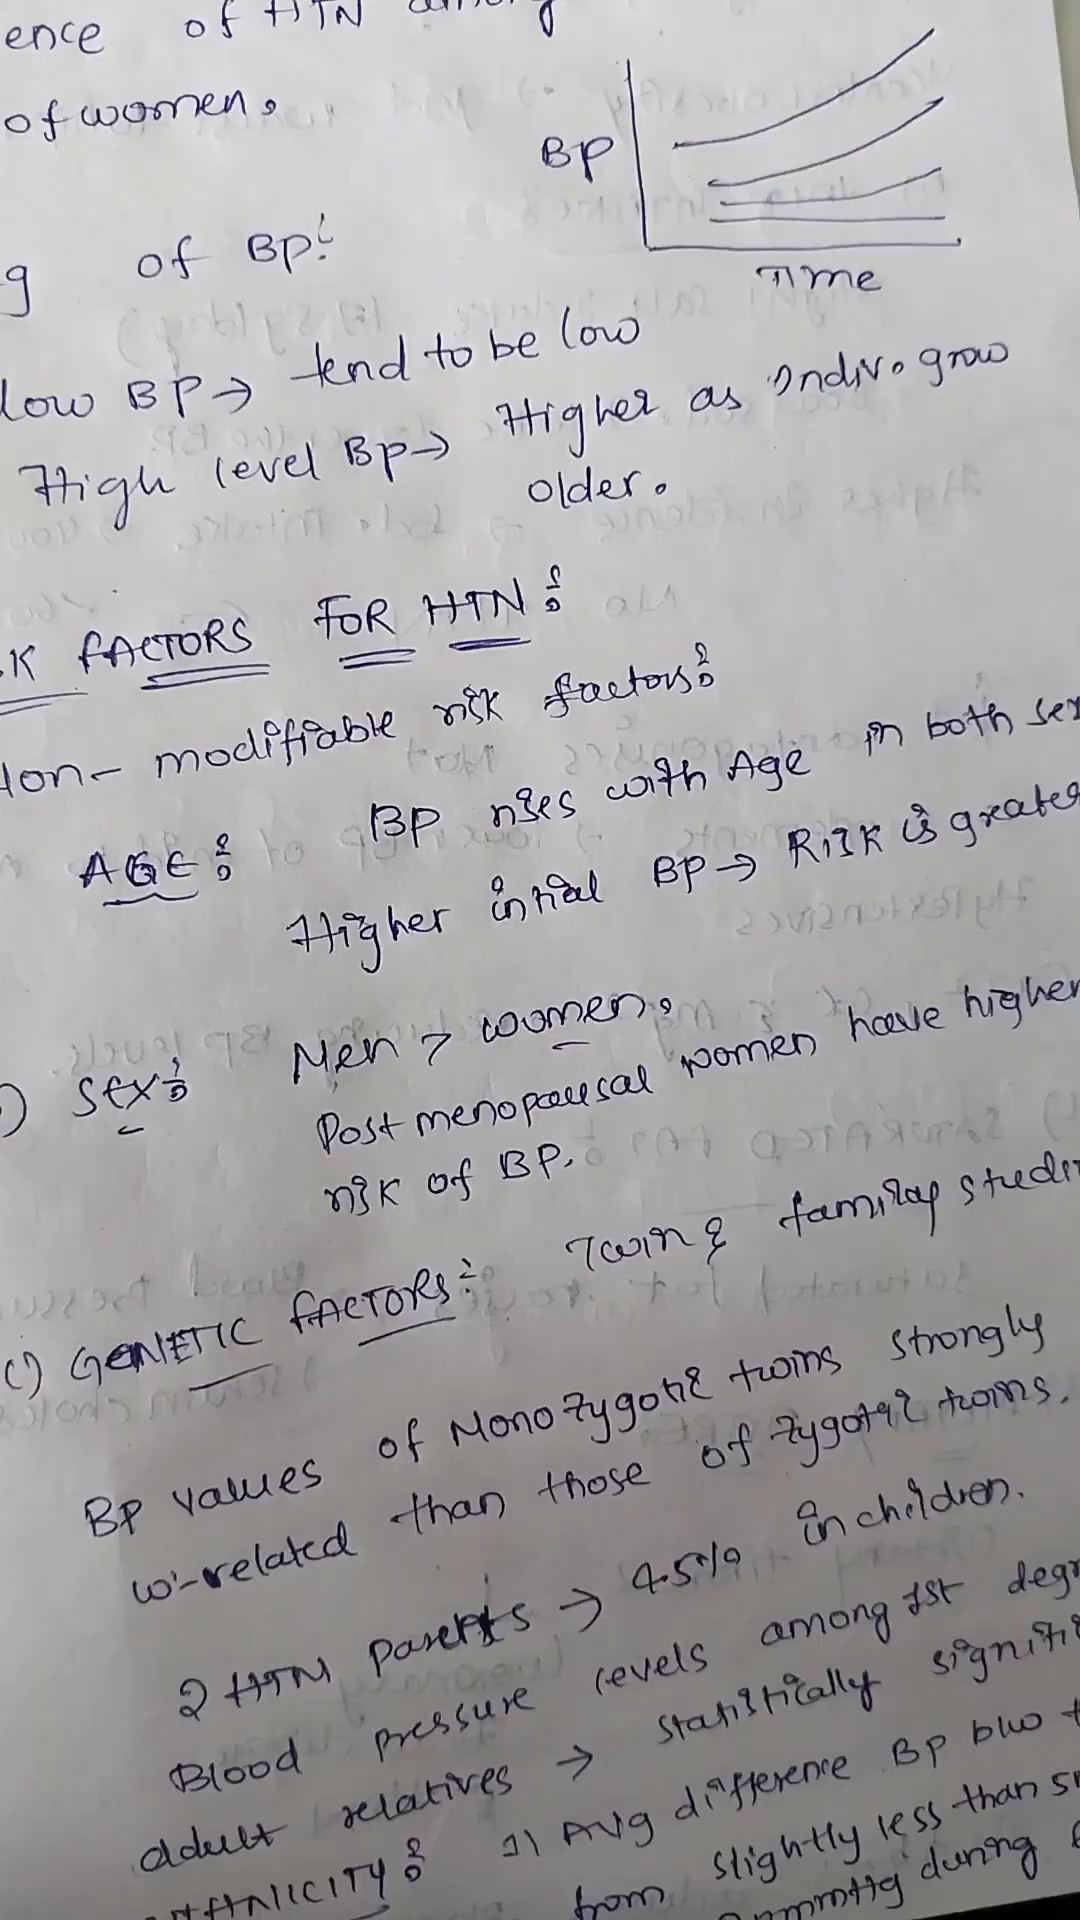 ence of HTN among
of women.
BP
Time
g of BP:
low BP → tend to be low
High level BP → Higher as Indiv. grow
older.
K FACTORS FOR HTN:
Non- modifiable risk factors:
AGE: BP rises with Age in both sex
Higher initial BP → Risk is greater
) Sex: Men > women.
Post menopausal women have higher
risk of BP.
c) GENETIC FACTORS: Twin & family studies
BP values of Monozygotic twins strongly
co-related than those of zygotic twins.
2 HTN parents → 45% in children.
Blood pressure levels among 1st degr
adult relatives → statistically signifi
ETHNICITY: 1) Avg difference BP b/w t
from slightly less than
during